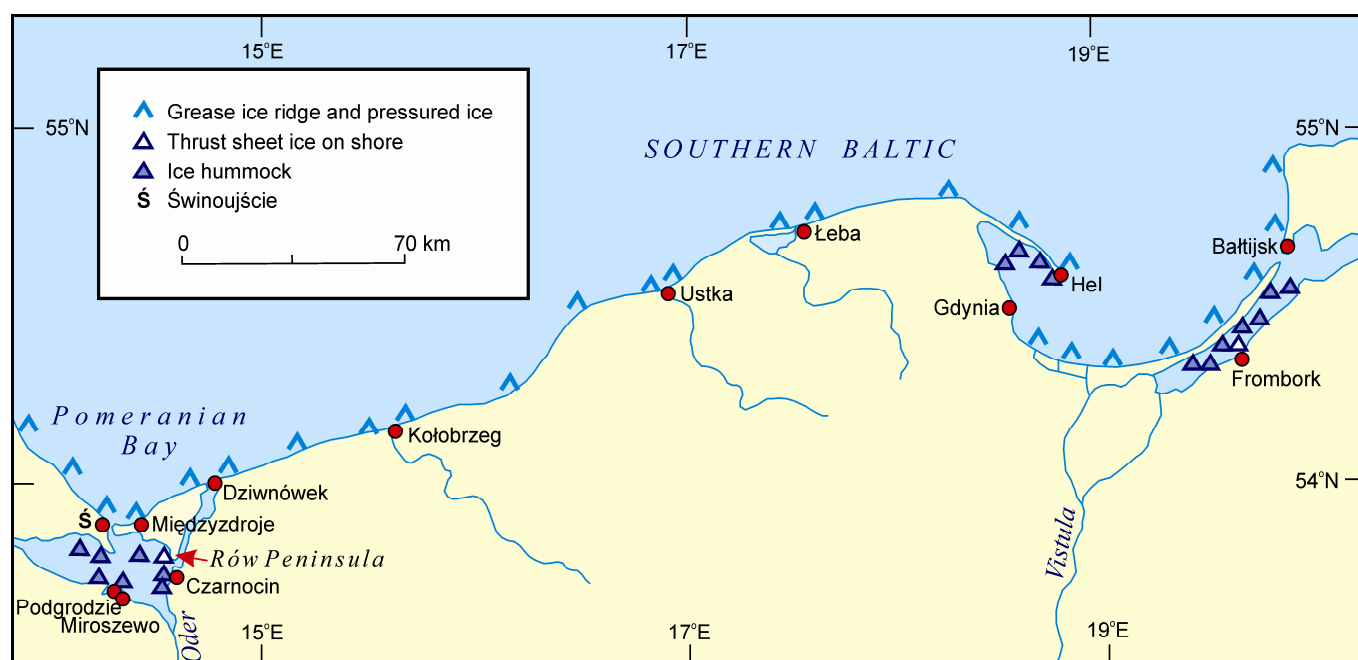 15°E
17°E
19°E
55°N
55°N
Grease ice ridge and pressured ice
Thrust sheet ice on shore
Ice hummock
Ś Świnoujście
0 70 km
SOUTHERN BALTIC
Łeba
Bałtijsk
Hel
Ustka
Gdynia
Frombork
Pomeranian
Bay
Kołobrzeg
Dziwnówek
54°N
Ś
Międzyzdroje
Rów Peninsula
Czarnocin
Podgrodzie
Miroszewo
Oder
Vistula
15°E
17°E
19°E